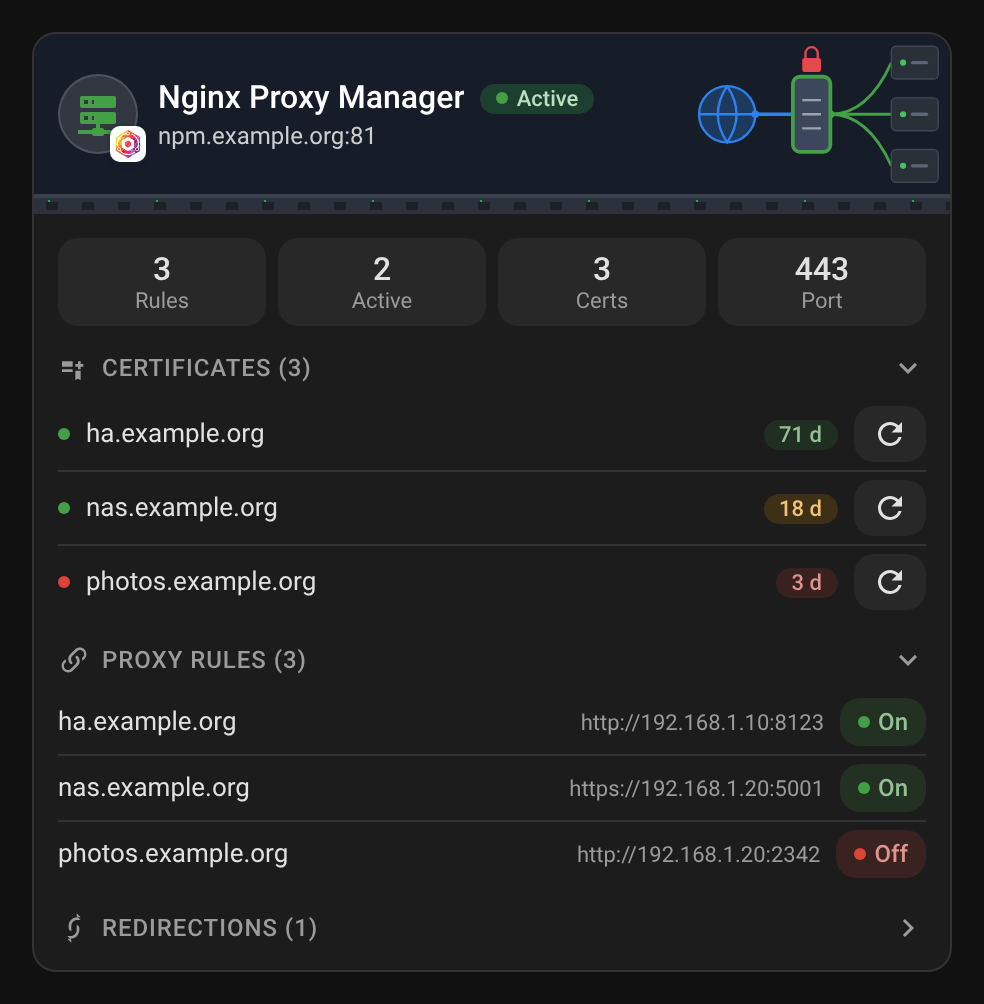 Nginx Proxy Manager
Active
npm.example.org:81
3
Rules
2
Active
3
Certs
443
Port
CERTIFICATES (3)
ha.example.org
71 d
nas.example.org
18 d
photos.example.org
3 d
PROXY RULES (3)
ha.example.org
http://192.168.1.10:8123
On
nas.example.org
https://192.168.1.20:5001
On
photos.example.org
http://192.168.1.20:2342
Off
REDIRECTIONS (1)